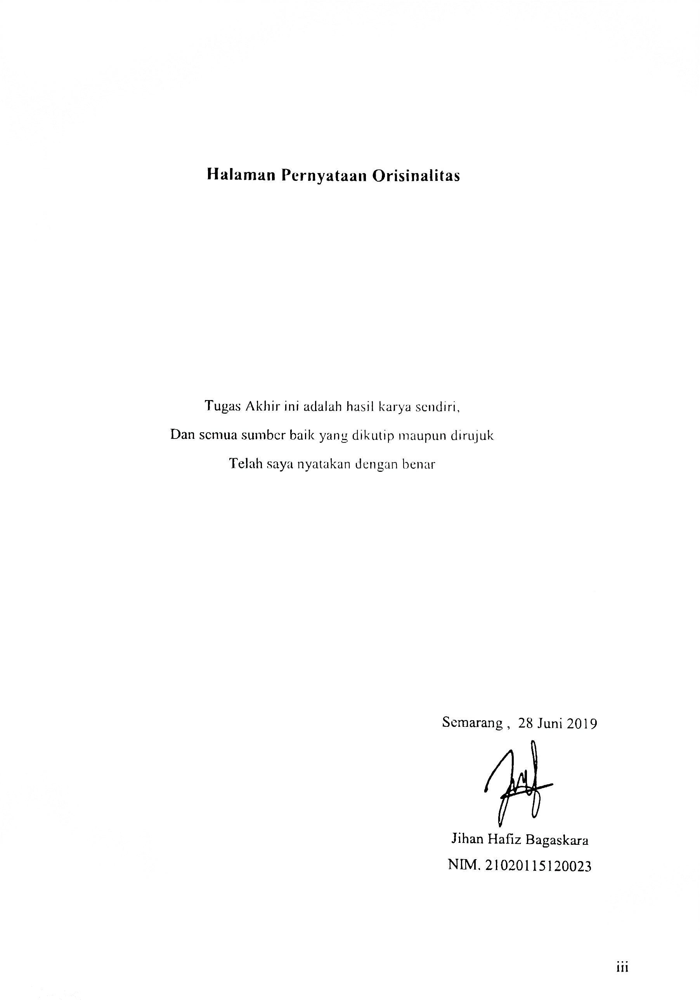 Halaman Pernyataan Orisinalitas
Tugas Akhir ini adalah hasil karya sendiri,
Dan semua sumber baik yang dikutip maupun dirujuk
Telah saya nyatakan dengan benar
Semarang , 28 Juni 2019
Jihan Hafiz Bagaskara
NIM. 21020115120023
iii